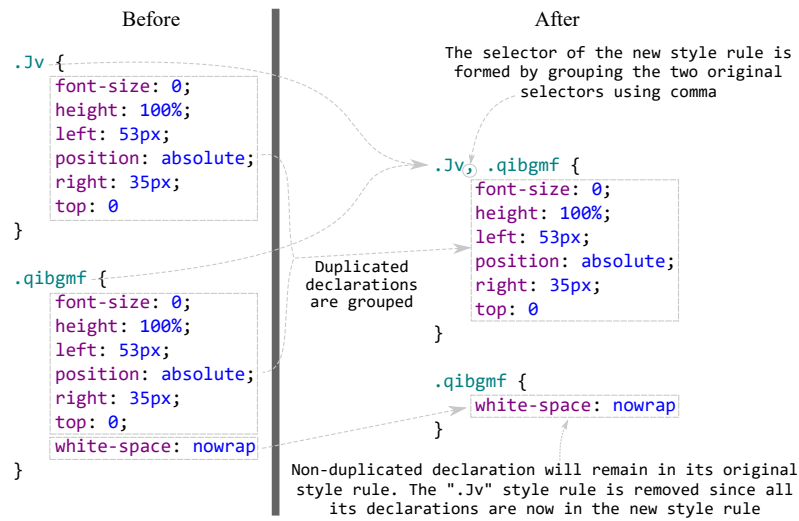 Before
.Jv {
font-size: 0;
height: 100%;
left: 53px;
position: absolute;
right: 35px;
top: 0
}
.qibgmf {
font-size: 0;
height: 100%;
left: 53px;
position: absolute;
right: 35px;
top: 0;
white-space: nowrap
}
Duplicated
declarations
are grouped
After
The selector of the new style rule is
formed by grouping the two original
selectors using comma
.Jv, .qibgmf {
font-size: 0;
height: 100%;
left: 53px;
position: absolute;
right: 35px;
top: 0
}
.qibgmf {
white-space: nowrap
}
Non-duplicated declaration will remain in its original
style rule. The ".Jv" style rule is removed since all
its declarations are now in the new style rule